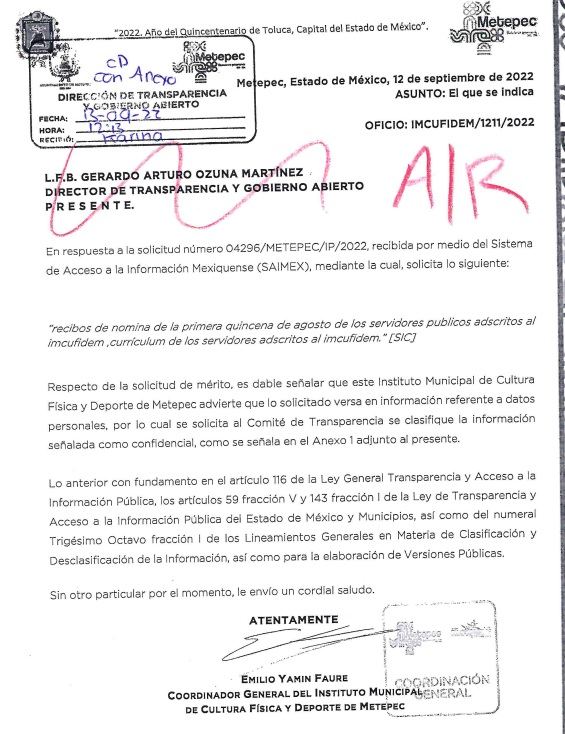 "2022. Año del Quincentenario de Toluca, Capital del Estado de México".
Metepec
Metepec
CD
con Anexo
DIRECCIÓN DE TRANSPARENCIA
Y GOBIERNO ABIERTO
FECHA: 13-09-22
HORA: 12:13
RECIBIÓ: Karina
Metepec, Estado de México, 12 de septiembre de 2022
ASUNTO: El que se indica
OFICIO: IMCUFIDEM/1211/2022
A/R
L.F.B. GERARDO ARTURO OZUNA MARTÍNEZ
DIRECTOR DE TRANSPARENCIA Y GOBIERNO ABIERTO
P R E S E N T E.
En respuesta a la solicitud número 04296/METEPEC/IP/2022, recibida por medio del Sistema
de Acceso a la Información Mexiquense (SAIMEX), mediante la cual, solicita lo siguiente:
"recibos de nomina de la primera quincena de agosto de los servidores publicos adscritos al
imcufidem ,currículum de los servidores adscritos al imcufidem." [SIC]
Respecto de la solicitud de mérito, es dable señalar que este Instituto Municipal de Cultura
Física y Deporte de Metepec advierte que lo solicitado versa en información referente a datos
personales, por lo cual se solicita al Comité de Transparencia se clasifique la información
señalada como confidencial, como se señala en el Anexo 1 adjunto al presente.
Lo anterior con fundamento en el artículo 116 de la Ley General Transparencia y Acceso a la
Información Pública, los artículos 59 fracción V y 143 fracción I de la Ley de Transparencia y
Acceso a la Información Pública del Estado de México y Municipios, así como del numeral
Trigésimo Octavo fracción I de los Lineamientos Generales en Materia de Clasificación y
Desclasificación de la Información, así como para la elaboración de Versiones Públicas.
Sin otro particular por el momento, le envío un cordial saludo.
ATENTAMENTE
EMILIO YAMIN FAURE
COORDINADOR GENERAL DEL INSTITUTO MUNICIPAL
DE CULTURA FÍSICA Y DEPORTE DE METEPEC
Metepec
COORDINACIÓN
GENERAL